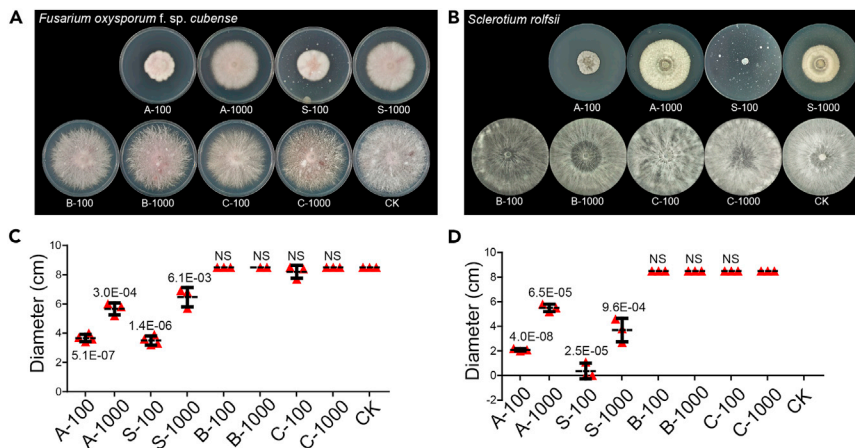 A Fusarium oxysporum f. sp. cubense
A-100 A-1000 S-100 S-1000
B-100 B-1000 C-100 C-1000 CK
B Sclerotium rolfsii
A-100 A-1000 S-100 S-1000
B-100 B-1000 C-100 C-1000 CK
C
Diameter (cm)
10
8
6
4
2
0
5.1E-07
3.0E-04
1.4E-06
6.1E-03
NS NS NS NS
A-100 A-1000 S-100 S-1000 B-100 B-1000 C-100 C-1000 CK
D
Diameter (cm)
10
8
6
4
2
0
-2
4.0E-08
6.5E-05
2.5E-05
9.6E-04
NS NS NS
A-100 A-1000 S-100 S-1000 B-100 B-1000 C-100 C-1000 CK